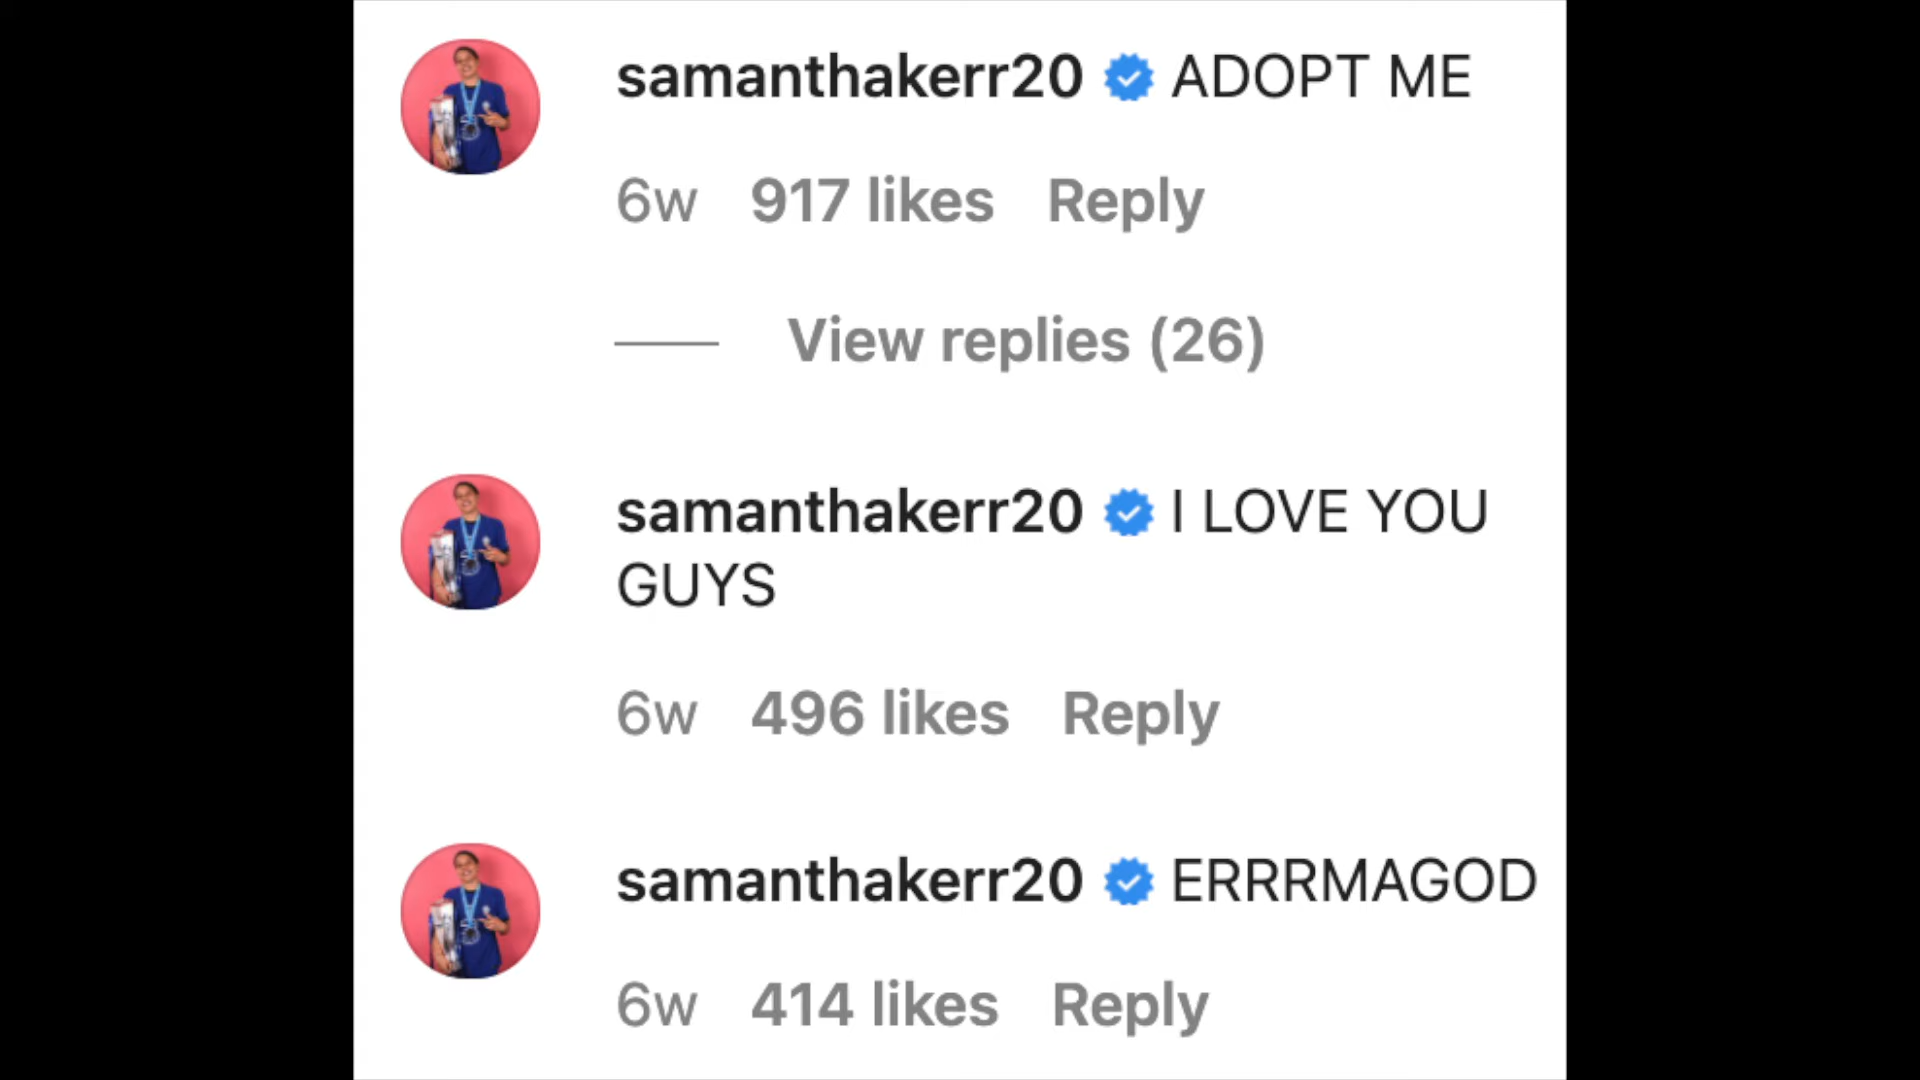 samanthakerr20 ADOPT ME
6w 917 likes Reply
View replies (26)
samanthakerr20 I LOVE YOU
GUYS
6w 496 likes Reply
samanthakerr20 ERRRMAGOD
6w 414 likes Reply